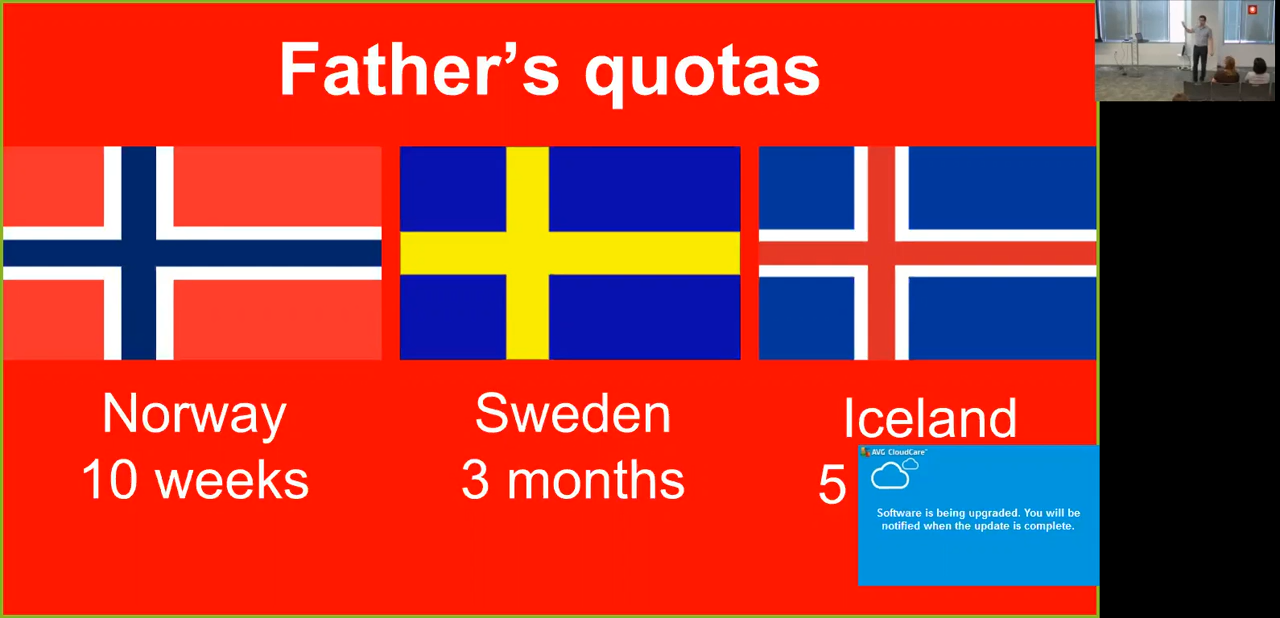 Father’s quotas
Norway
10 weeks
Sweden
3 months
Iceland
5
AVG CloudCare™
Software is being upgraded. You will be
notified when the update is complete.